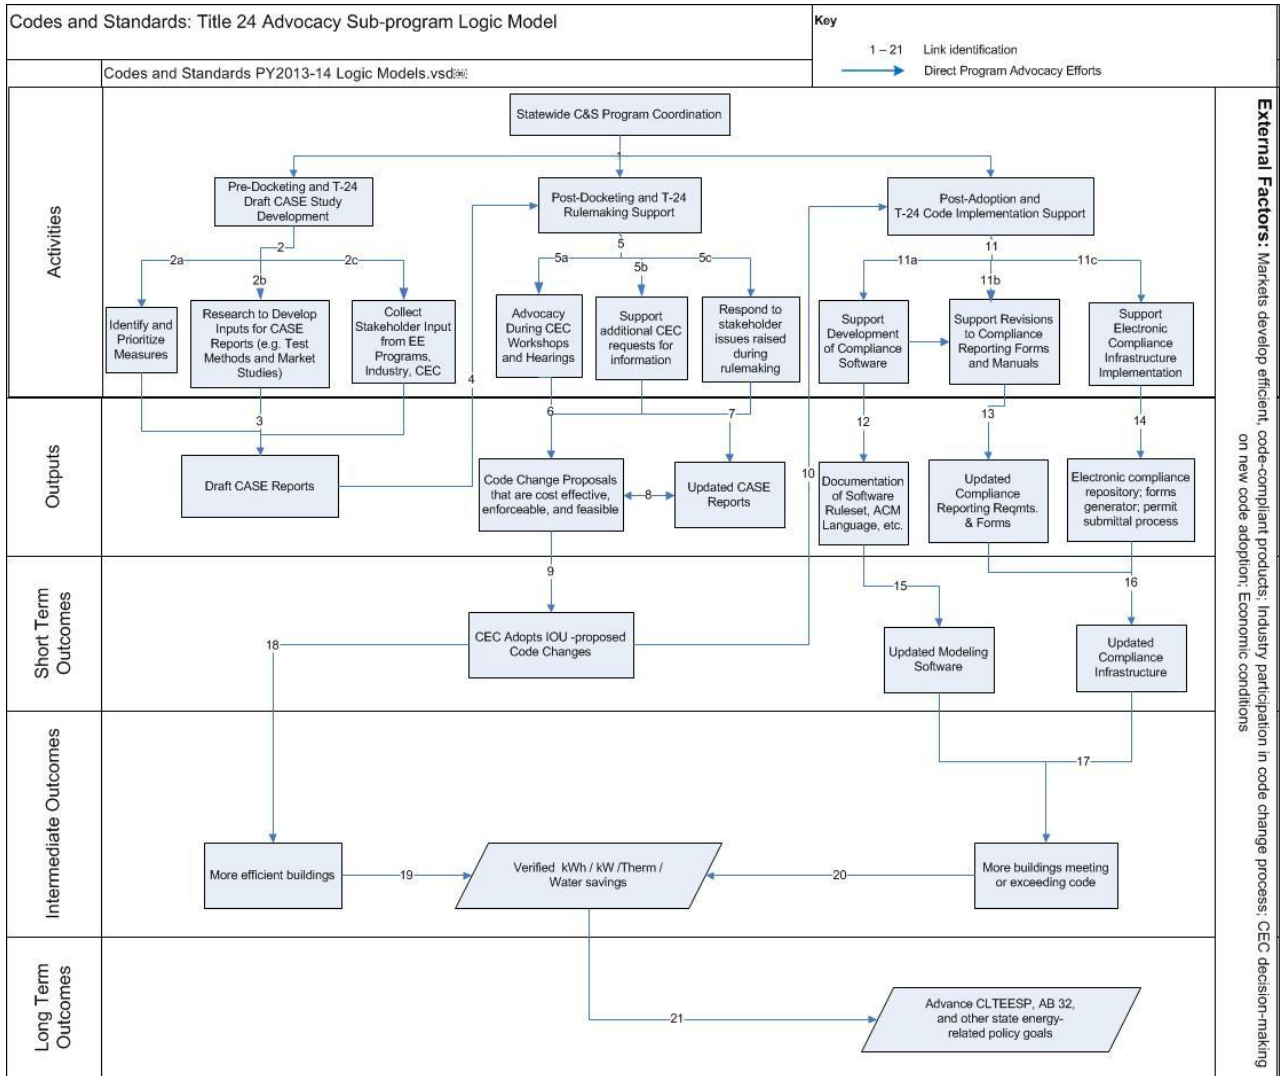 Codes and Standards: Title 24 Advocacy Sub-program Logic Model
Key
1 – 21 Link identification
Direct Program Advocacy Efforts
Codes and Standards PY2013-14 Logic Models.vsd
Activities
Statewide C&S Program Coordination
1
Pre-Docketing and T-24
Draft CASE Study
Development
Post-Docketing and T-24
Rulemaking Support
Post-Adoption and
T-24 Code Implementation Support
2
2a
2b
2c
5
5a
5b
5c
11
11a
11b
11c
Identify and
Prioritize
Measures
Research to Develop
Inputs for CASE
Reports (e.g. Test
Methods and Market
Studies)
Collect
Stakeholder Input
from EE
Programs,
Industry, CEC
Advocacy
During CEC
Workshops
and Hearings
Support
additional CEC
requests for
information
Respond to
stakeholder
issues raised
during
rulemaking
Support
Development
of Compliance
Software
Support Revisions
to Compliance
Reporting Forms
and Manuals
Support
Electronic
Compliance
Infrastructure
Implementation
4
Outputs
3
6
7
12
13
14
10
Draft CASE Reports
Code Change Proposals
that are cost effective,
enforceable, and feasible
8
Updated CASE
Reports
Documentation
of Software
Ruleset, ACM
Language, etc.
Updated
Compliance
Reporting Reqmts.
& Forms
Electronic compliance
repository; forms
generator; permit
submittal process
Short Term
Outcomes
9
15
16
18
CEC Adopts IOU -proposed
Code Changes
Updated Modeling
Software
Updated
Compliance
Infrastructure
Intermediate Outcomes
17
More efficient buildings
19
Verified kWh / kW /Therm /
Water savings
20
More buildings meeting
or exceeding code
Long Term
Outcomes
21
Advance CLTEESP, AB 32,
and other state energy-
related policy goals
External Factors: Markets develop efficient, code-compliant products; Industry participation in code change process; CEC decision-making
on new code adoption; Economic conditions